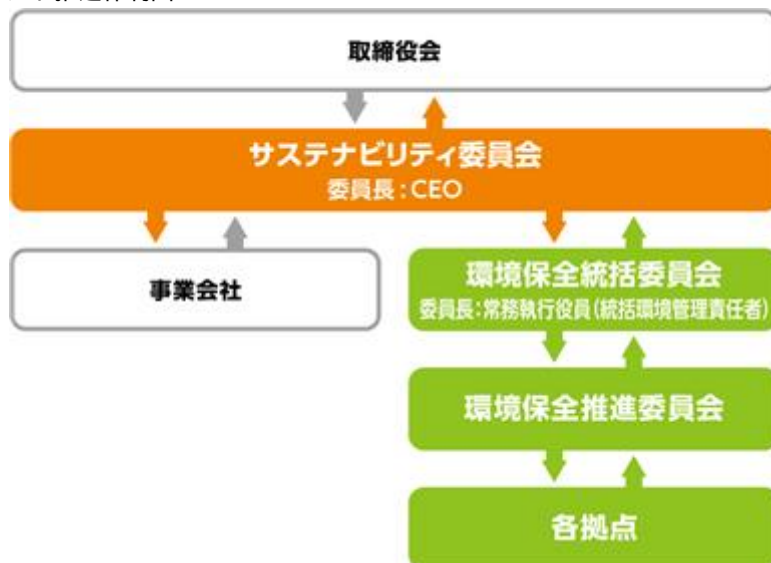 取締役会
サステナビリティ委員会
委員長：CEO
事業会社
環境保全統括委員会
委員長：常務執行役員（統括環境管理責任者）
環境保全推進委員会
各拠点